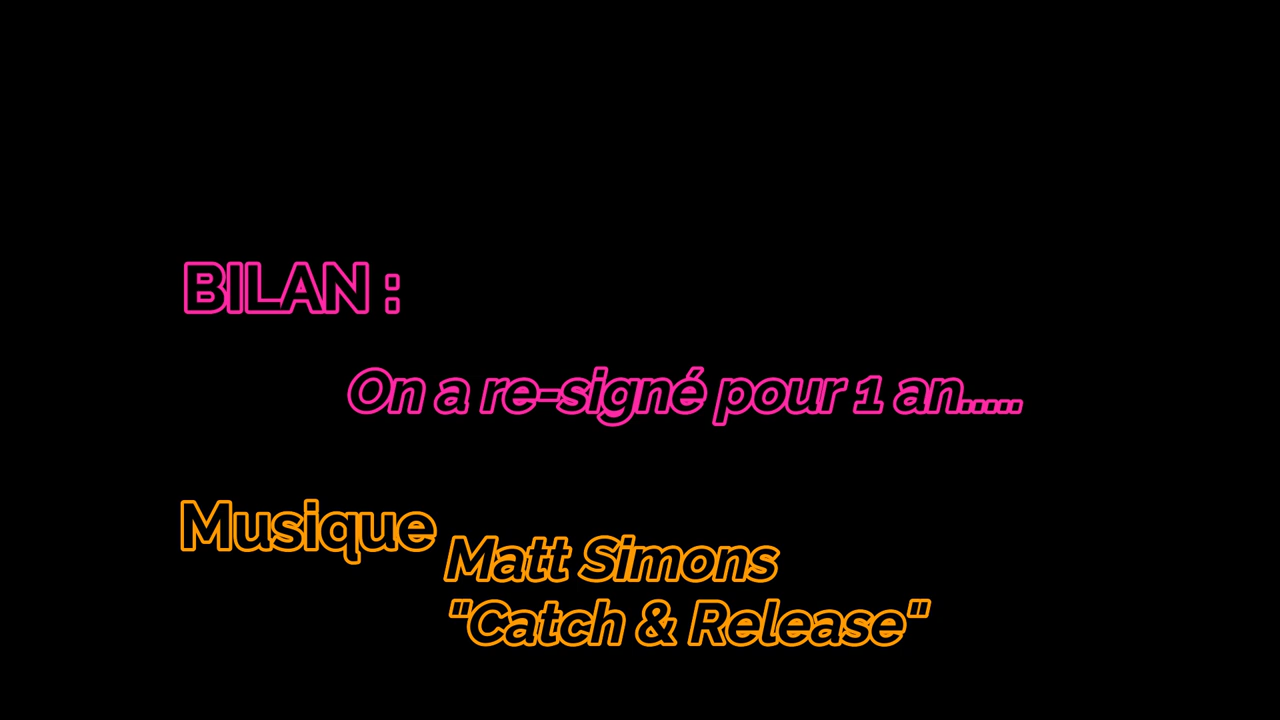 BILAN :
On a re-signé pour 1 an.....
Musique
Matt Simons
"Catch & Release"